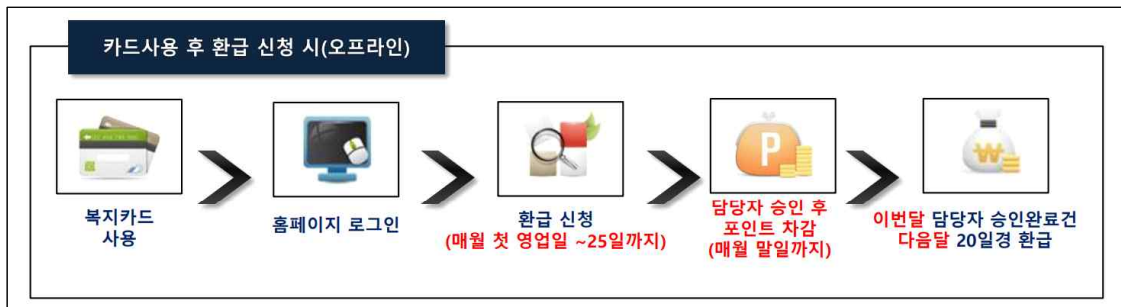 카드사용 후 환급 신청 시(오프라인)
P
₩
복지카드
사용
홈페이지 로그인
환급 신청
(매월 첫 영업일 ~25일까지)
담당자 승인 후
포인트 차감
(매월 말일까지)
이번달 담당자 승인완료건
다음달 20일경 환급